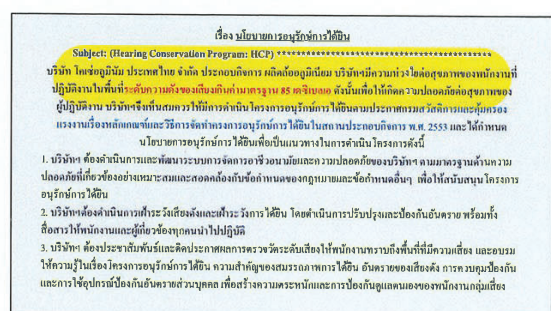 เรื่อง นโยบายการอนุรักษ์การได้ยิน
Subject: (Hearing Conservation Program: HCP) ********************************************
บริษัท โคเซ่อลูมินั่ม ประเทศไทย จำกัด ประกอบกิจการ ผลิตล้ออลูมิเนียม บริษัทฯมีความห่วงใยต่อสุขภาพของพนักงานที่
ปฏิบัติงานในพื้นที่ระดับความดังของเสียงเกินค่ามาตรฐาน 85 เดซิเบลเอ ดังนั้นเพื่อให้เกิดความปลอดภัยต่อสุขภาพของ
ผู้ปฏิบัติงาน บริษัทฯจึงเห็นสมควรให้มีการดำเนินโครงการอนุรักษ์การได้ยินตามประกาศกรมสวัสดิการและคุ้มครอง
แรงงานเรื่องหลักเกณฑ์และวิธีการจัดทำครงการอนุรักษ์การได้ยินในสถานประกอบกิจการ พ.ศ. 2553 และได้กำหนด
นโยบายการอนุรักษ์การได้ยินเพื่อเป็นแนวทางในการดำเนินโครงการดังนี้
1. บริษัทฯ ต้องดำเนินการและพัฒนาระบบการจัดการอาชีวอนามัยและความปลอดภัยของบริษัทฯ ตามมาตรฐานด้านความ
ปลอดภัยที่เกี่ยวข้องอย่างเหมาะสมและสอดคล้องกับข้อกำหนดของกฎหมายและข้อกำหนดอื่นๆ เพื่อให้สนับสนุนโครงการ
อนุรักษ์การได้ยิน
2. บริษัทฯต้องดำเนินการเฝ้าระวังเสียงดังและเฝ้าระวังการได้ยิน โดยดำเนินการปรับปรุงและป้องกันอันตราย พร้อมทั้ง
สื่อสารให้พนักงานและผู้เกี่ยวข้องทุกคนนำไปปฏิบัติ
3. บริษัทฯ ต้องประชาสัมพันธ์และติดประกาศผลการตรวจวัดระดับเสียงให้พนักงานทราบถึงพื้นที่ที่มีความเสี่ยง และอบรม
ให้ความรู้ในเรื่องโครงการอนุรักษ์การได้ยิน ความสำคัญของสมรรถภาพการได้ยิน อันตรายของเสียงดัง การควบคุมป้องกัน
และการใช้อุปกรณ์ป้องกันอันตรายส่วนบุคคล เพื่อสร้างความตระหนักและการป้องกันดูแลตนเองของพนักงานกลุ่มเสี่ยง